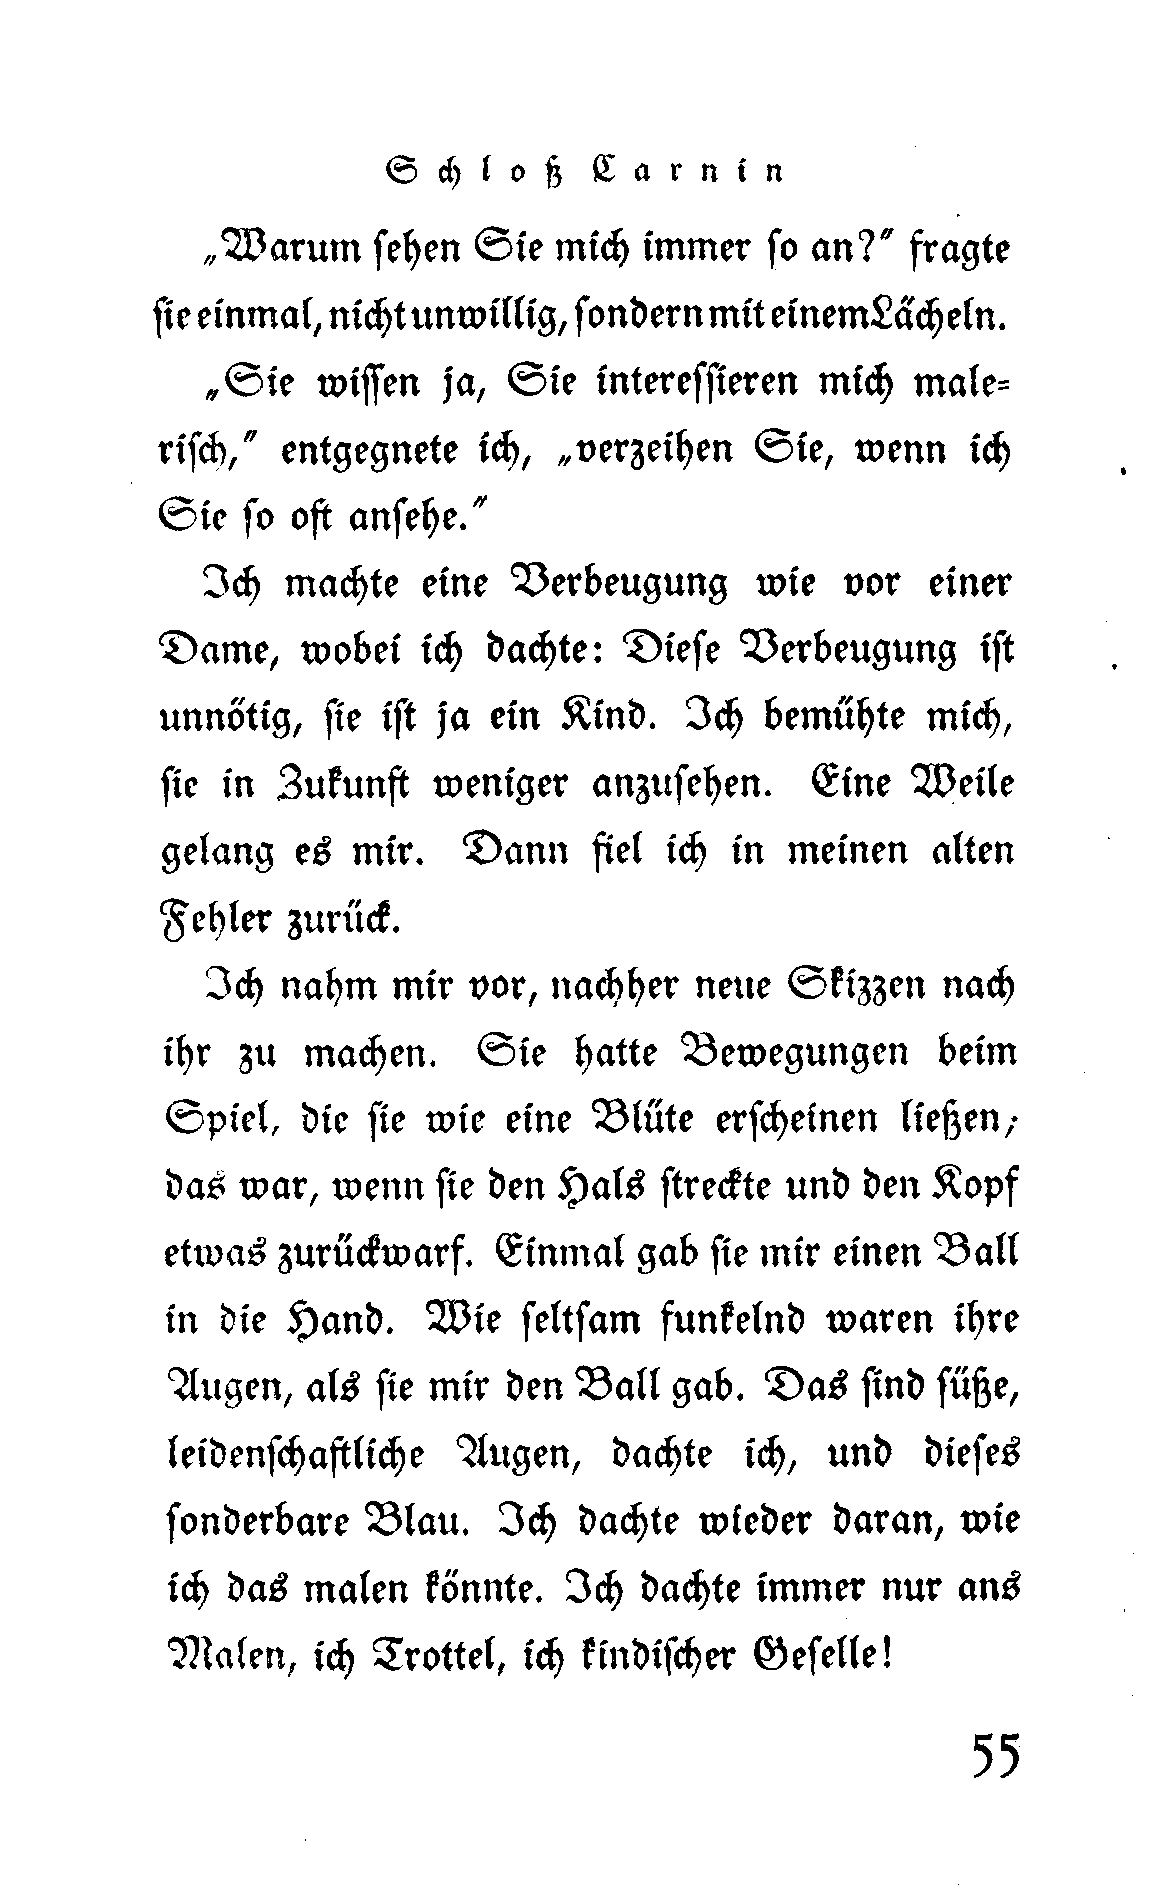 Schloß Carnin
„Warum sehen Sie mich immer so an?“ fragte
sie einmal, nicht unwillig, sondern mit einem Lächeln.
„Sie wissen ja, Sie interessieren mich male-
risch,“ entgegnete ich, „verzeihen Sie, wenn ich
Sie so oft ansehe.“
Ich machte eine Verbeugung wie vor einer
Dame, wobei ich dachte: Diese Verbeugung ist
unnötig, sie ist ja ein Kind. Ich bemühte mich,
sie in Zukunft weniger anzusehen. Eine Weile
gelang es mir. Dann fiel ich in meinen alten
Fehler zurück.
Ich nahm mir vor, nachher neue Skizzen nach
ihr zu machen. Sie hatte Bewegungen beim
Spiel, die sie wie eine Blüte erscheinen ließen;
das war, wenn sie den Hals streckte und den Kopf
etwas zurückwarf. Einmal gab sie mir einen Ball
in die Hand. Wie seltsam funkelnd waren ihre
Augen, als sie mir den Ball gab. Das sind süße,
leidenschaftliche Augen, dachte ich, und dieses
sonderbare Blau. Ich dachte wieder daran, wie
ich das malen könnte. Ich dachte immer nur ans
Malen, ich Trottel, ich kindischer Geselle!
55